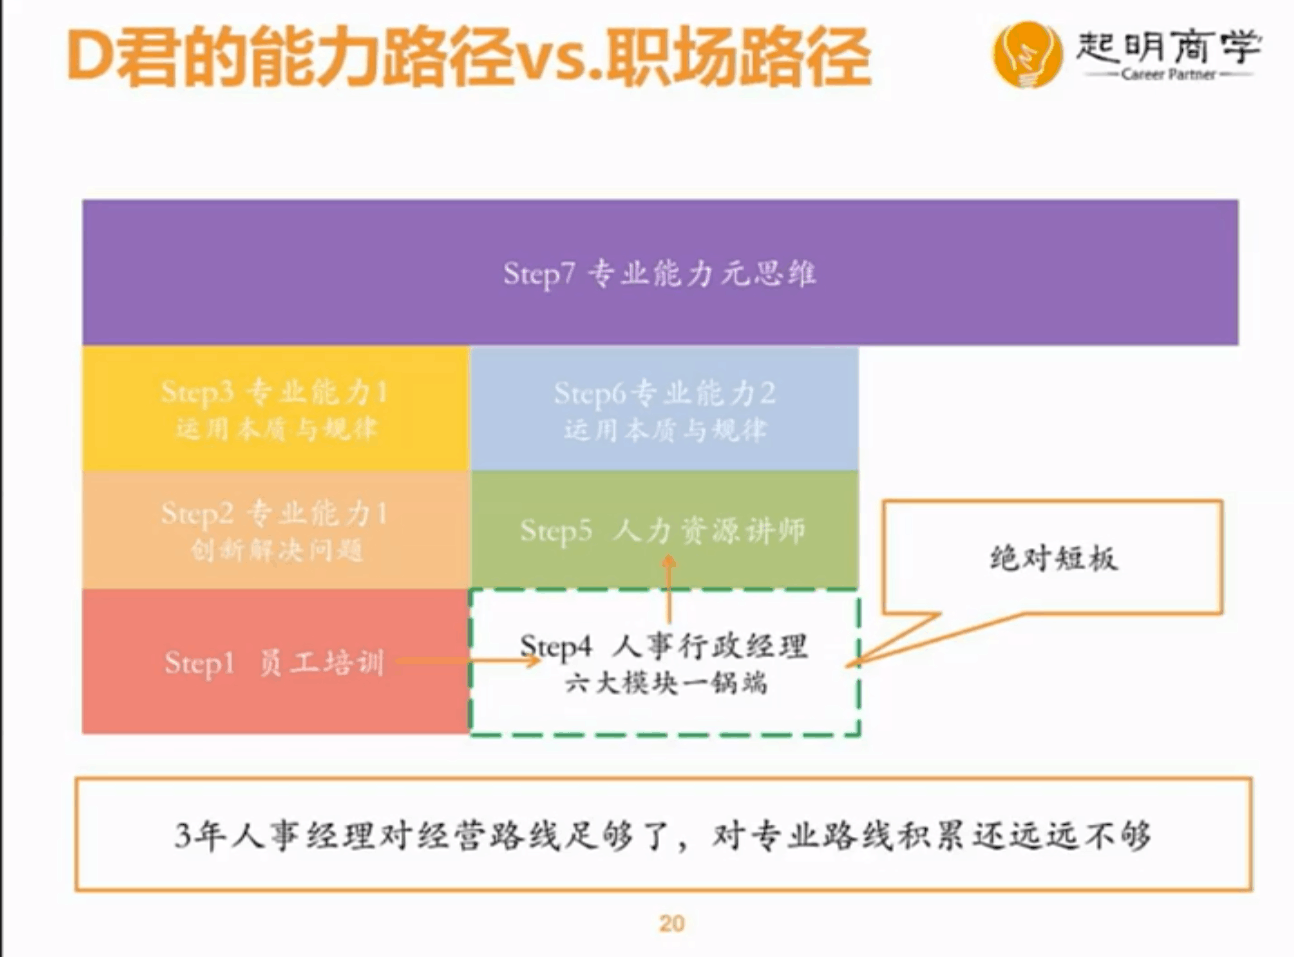 D君的能力路径vs.职场路径
起明商学
Career Partner
Step7 专业能力元思维
Step3 专业能力1
运用本质与规律
Step6专业能力2
运用本质与规律
Step2 专业能力1
创新解决问题
Step5 人力资源讲师
绝对短板
Step1 员工培训
Step4 人事行政经理
六大模块一锅端
3年人事经理对经营路线足够了，对专业路线积累还远远不够
20